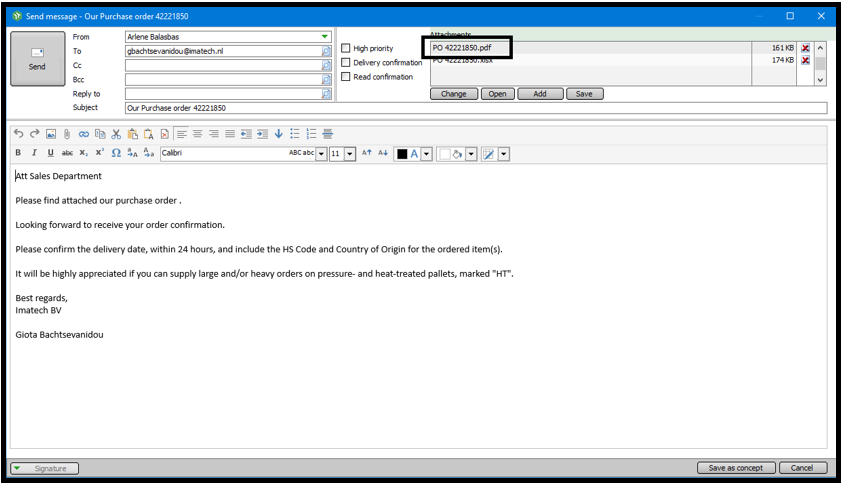 Send message - Our Purchase order 42221850
Send
From
Arlene Balasbas
To
gbachtsevanidou@imatech.nl
Cc
Bcc
Reply to
Subject
Our Purchase order 42221850
High priority
Delivery confirmation
Read confirmation
Attachments
PO 42221850.pdf
161 KB
PO 42221850.xlsx
174 KB
Change Open Add Save
B I U abc X₂ X² Ω Calibri ABC abc 11 A A A
Att Sales Department
Please find attached our purchase order .
Looking forward to receive your order confirmation.
Please confirm the delivery date, within 24 hours, and include the HS Code and Country of Origin for the ordered item(s).
It will be highly appreciated if you can supply large and/or heavy orders on pressure- and heat-treated pallets, marked "HT".
Best regards,
Imatech BV
Giota Bachtsevanidou
Signature
Save as concept
Cancel